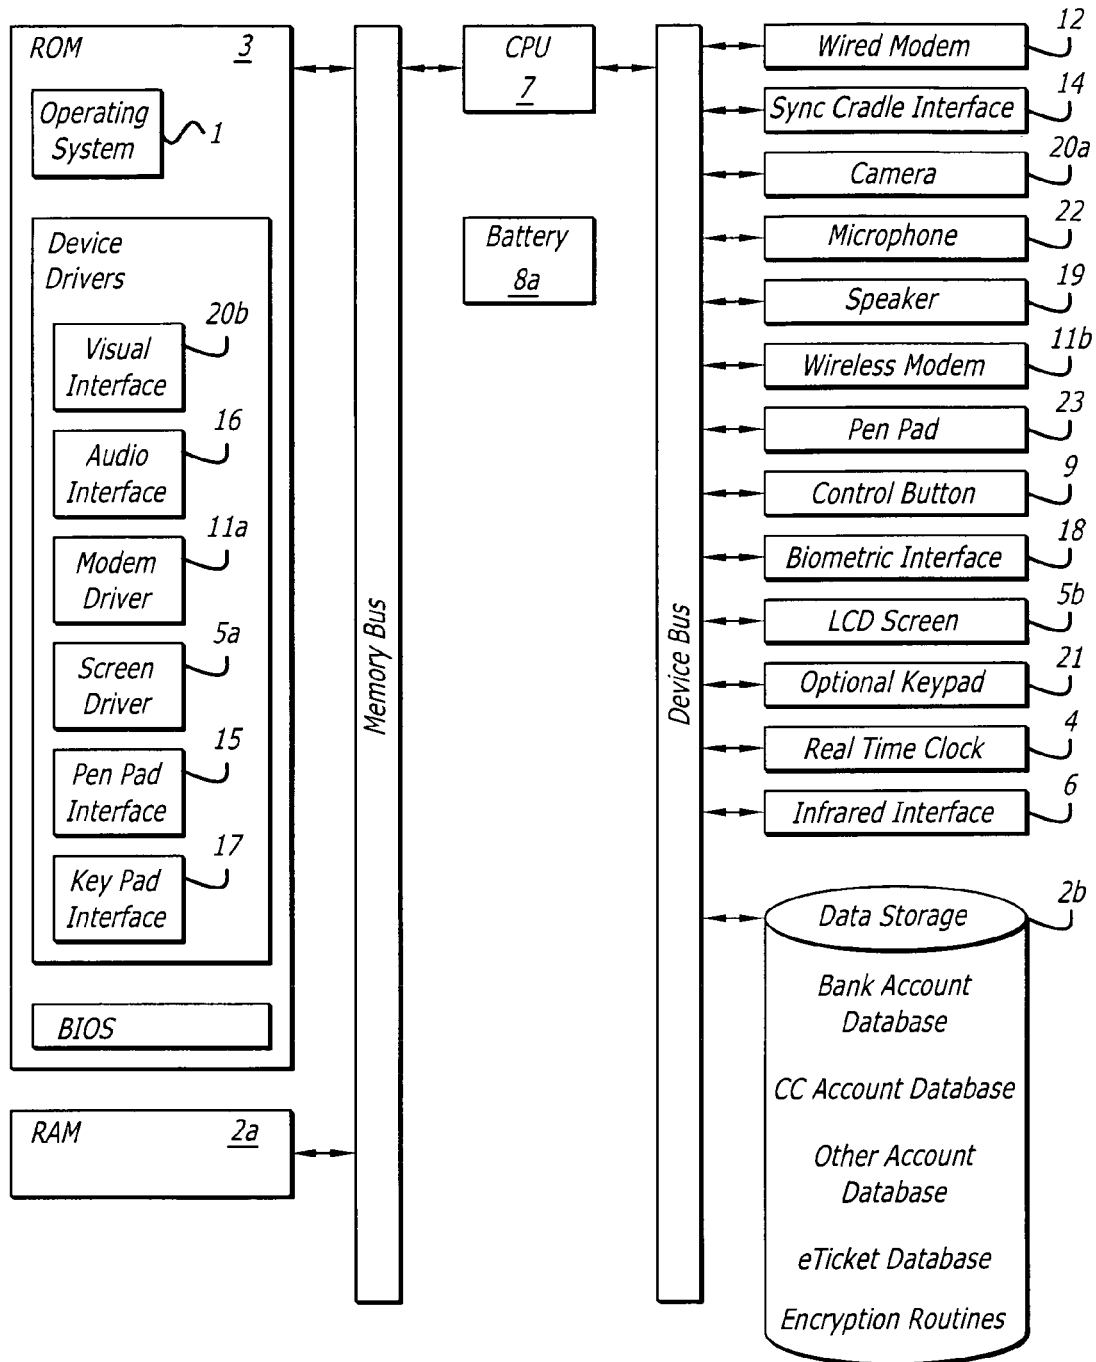 ROM 3
Operating
System
1
Device
Drivers
20b
Visual
Interface
16
Audio
Interface
11a
Modem
Driver
5a
Screen
Driver
15
Pen Pad
Interface
17
Key Pad
Interface
BIOS
RAM 2a
Memory Bus
CPU
7
Battery
8a
Device Bus
12
Wired Modem
14
Sync Cradle Interface
20a
Camera
22
Microphone
19
Speaker
11b
Wireless Modem
23
Pen Pad
9
Control Button
18
Biometric Interface
5b
LCD Screen
21
Optional Keypad
4
Real Time Clock
6
Infrared Interface
2b
Data Storage
Bank Account
Database
CC Account Database
Other Account
Database
eTicket Database
Encryption Routines